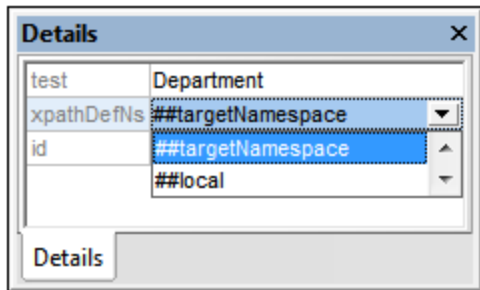 Details
test Department
xpathDefNs ##targetNamespace
id ##targetNamespace
##local
Details